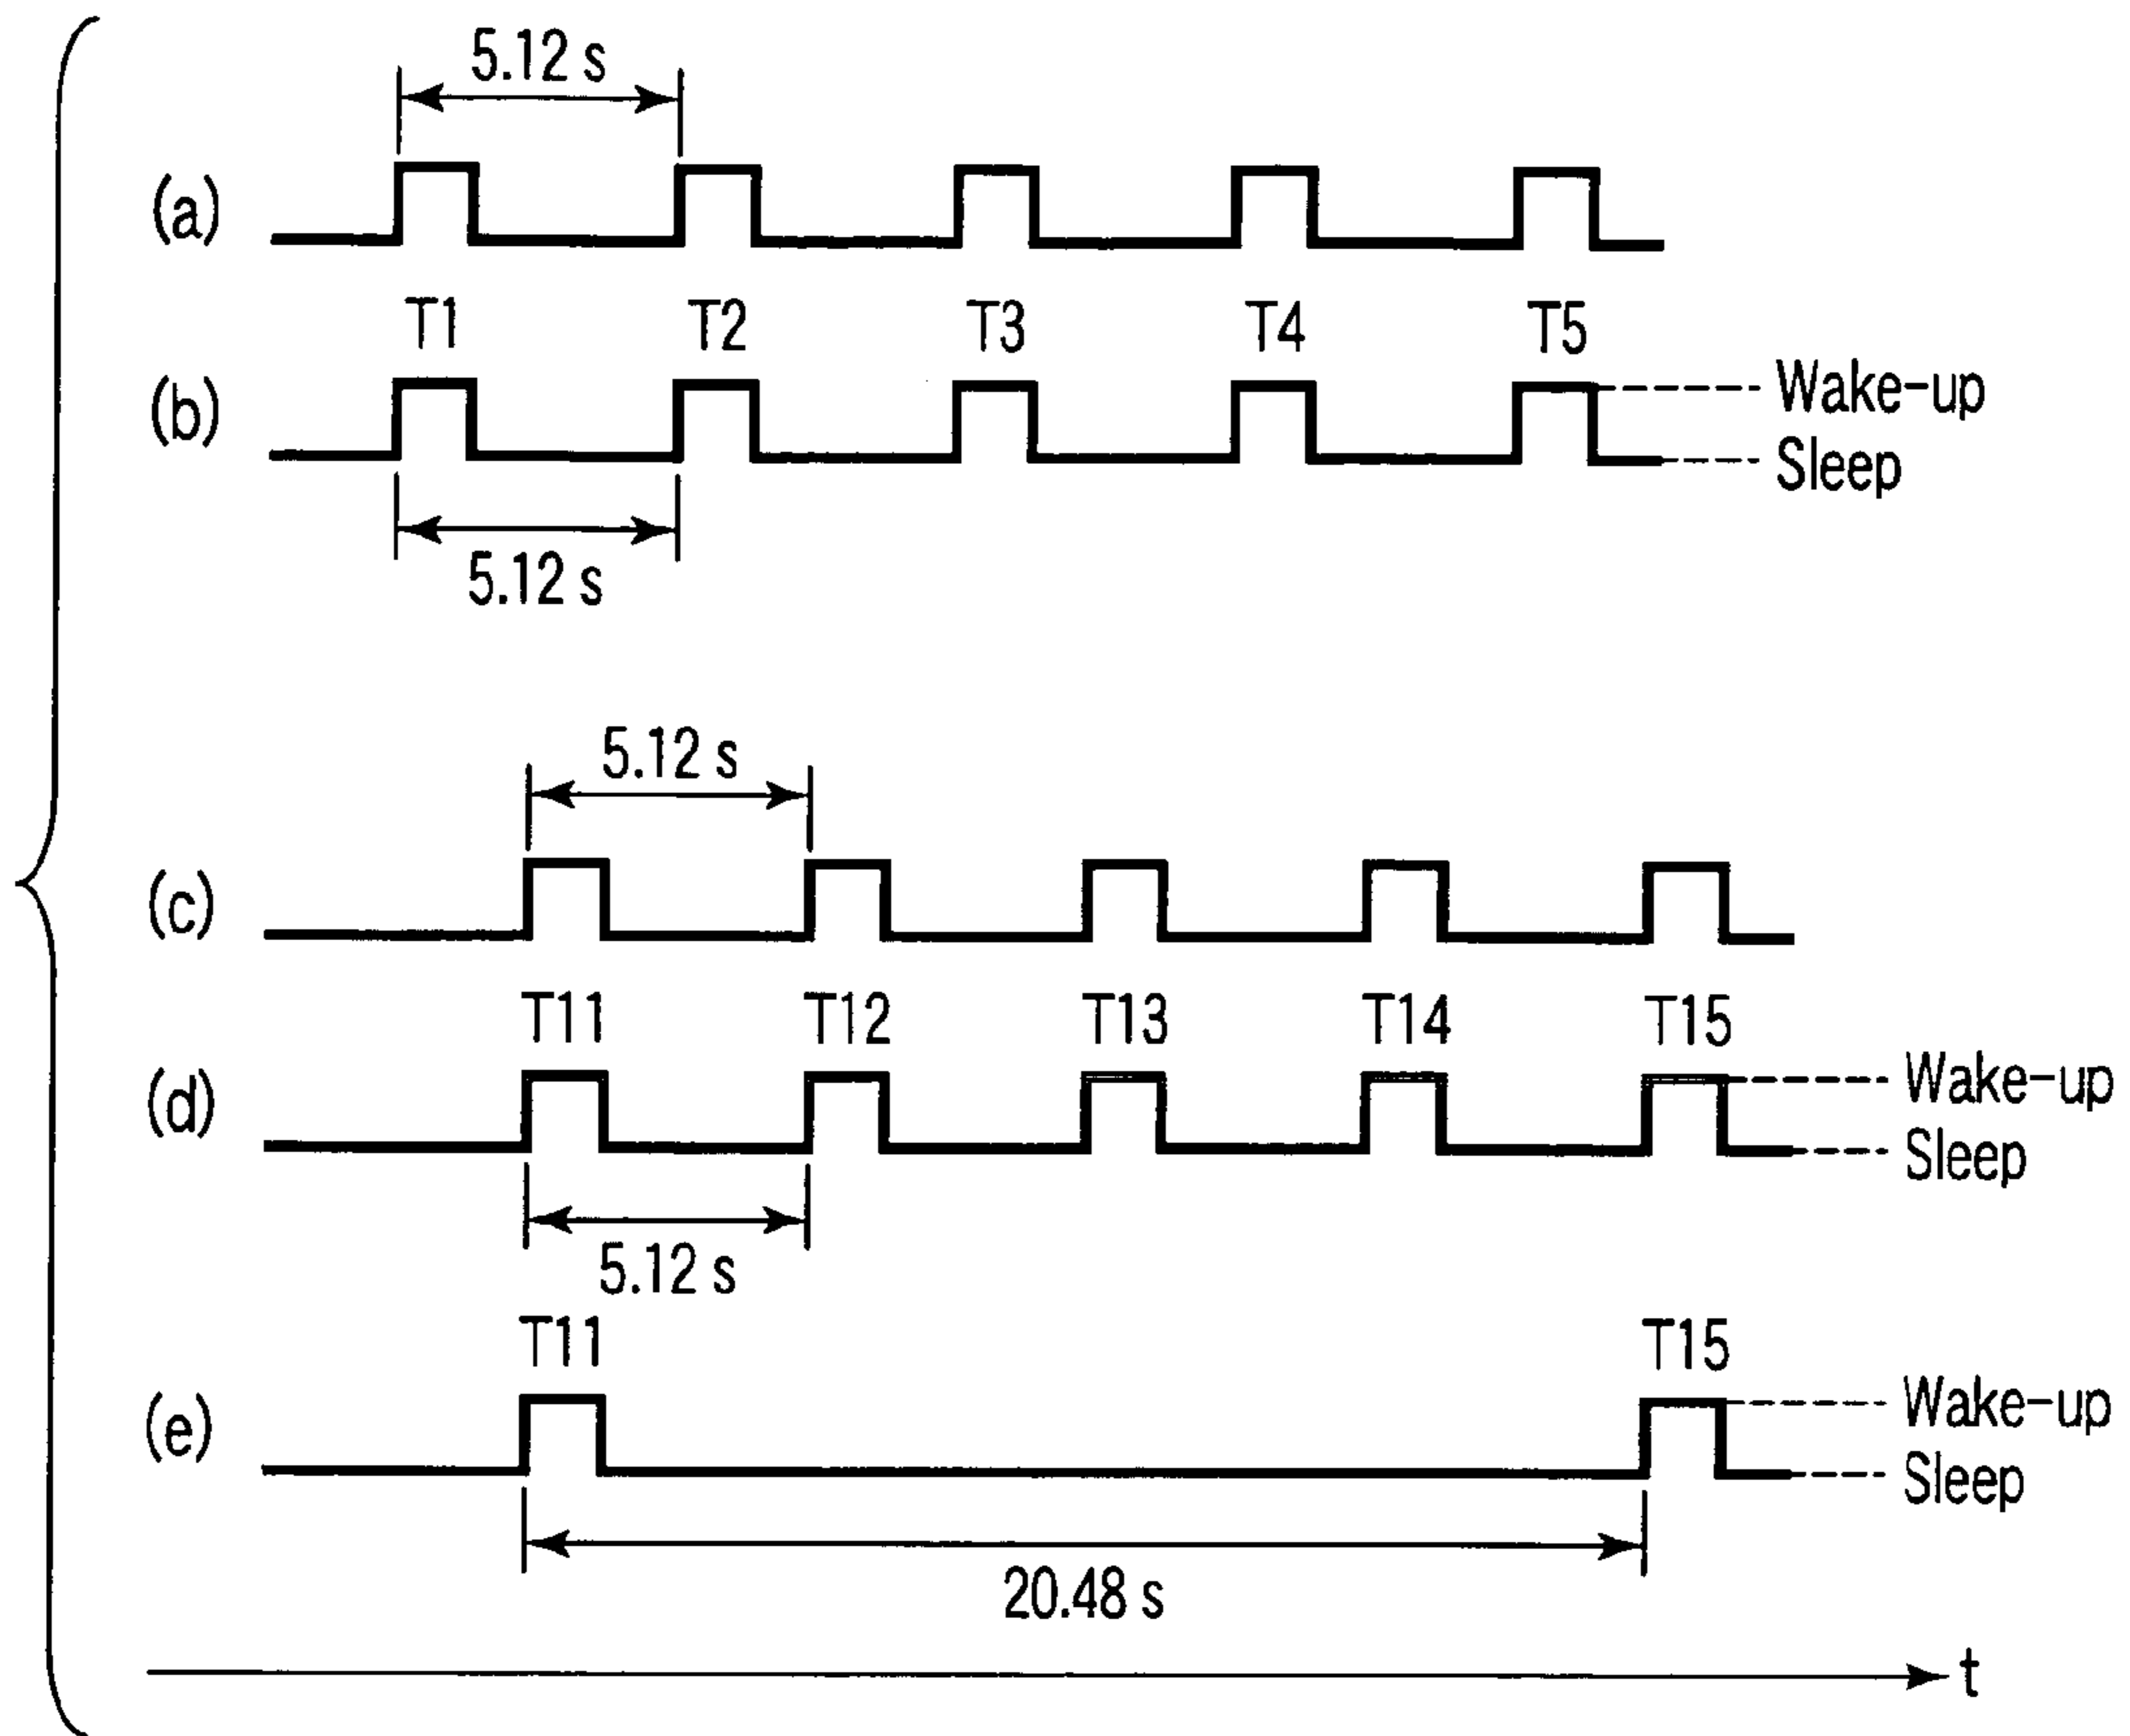 5.12 s
(a)
T1 T2 T3 T4 T5
(b)
Wake-up
Sleep
5.12 s
5.12 s
(c)
T11 T12 T13 T14 T15
(d)
Wake-up
Sleep
5.12 s
T11 T15
(e)
Wake-up
Sleep
20.48 s
t